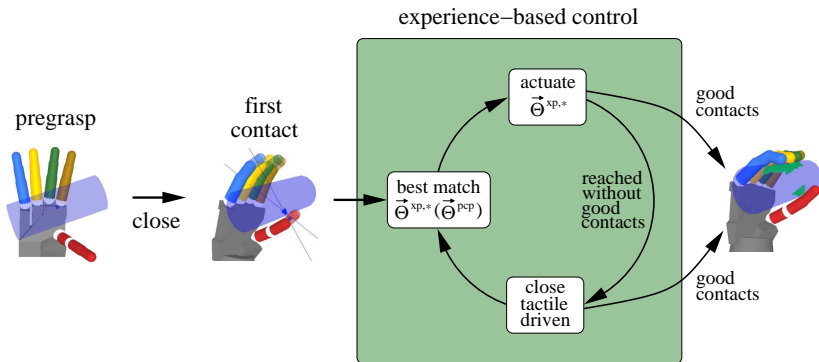 experience−based control
pregrasp
close
first
contact
best match
Θ^xp,* (Θ^pcp)
actuate
Θ^xp,*
reached
without
good
contacts
close
tactile
driven
good
contacts
good
contacts